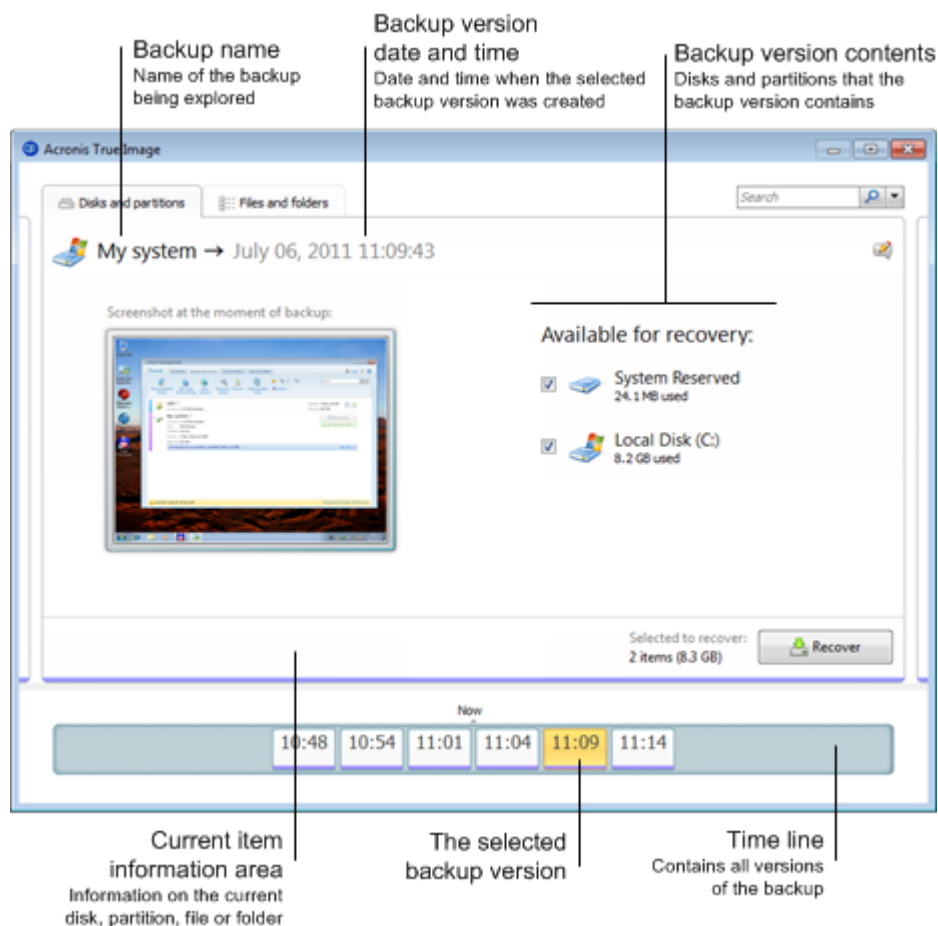 Backup name
Name of the backup
being explored
Backup version
date and time
Date and time when the selected
backup version was created
Backup version contents
Disks and partitions that the
backup version contains
Acronis TrueImage
Disks and partitions
Files and folders
Search
My system → July 06, 2011 11:09:43
Screenshot at the moment of backup:
Available for recovery:
System Reserved
24.1 MB used
Local Disk (C:)
8.2 GB used
Selected to recover:
2 items (8.3 GB)
Recover
Now
10:48 10:54 11:01 11:04 11:09 11:14
Current item
information area
Information on the current
disk, partition, file or folder
The selected
backup version
Time line
Contains all versions
of the backup